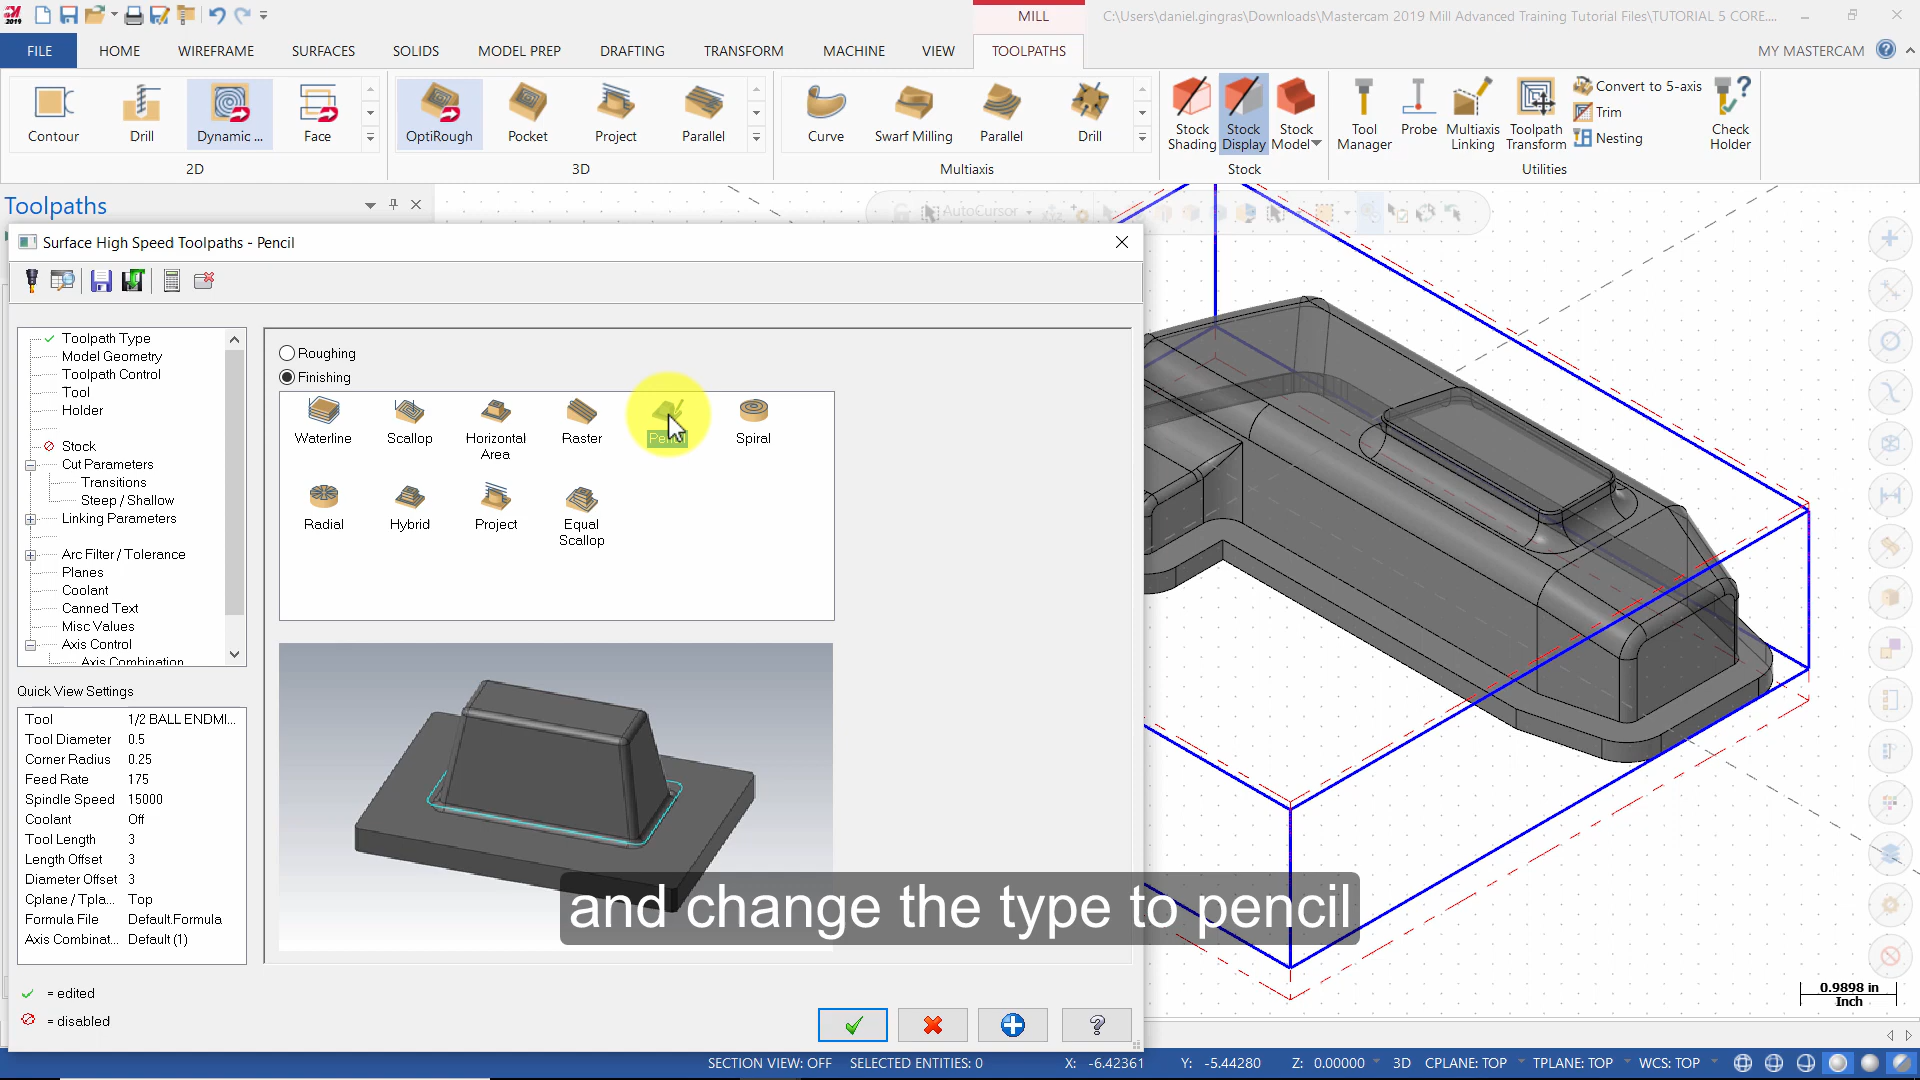 2019
MILL
C:\Users\daniel.gingras\Downloads\Mastercam 2019 Mill Advanced Training Tutorial Files\TUTORIAL 5 CORE....
FILE
HOME
WIREFRAME
SURFACES
SOLIDS
MODEL PREP
DRAFTING
TRANSFORM
MACHINE
VIEW
TOOLPATHS
MY MASTERCAM
Contour
Drill
Dynamic ...
Face
2D
OptiRough
Pocket
Project
Parallel
3D
Curve
Swarf Milling
Parallel
Drill
Multiaxis
Stock Shading
Stock Display
Stock Model
Stock
Tool Manager
Probe
Multiaxis Linking
Toolpath Transform
Convert to 5-axis
Trim
Nesting
Utilities
Check Holder
Toolpaths
AutoCursor
Surface High Speed Toolpaths - Pencil
Toolpath Type
Model Geometry
Toolpath Control
Tool
Holder
Stock
Cut Parameters
Transitions
Steep / Shallow
Linking Parameters
Arc Filter / Tolerance
Planes
Coolant
Canned Text
Misc Values
Axis Control
Axis Combination
Roughing
Finishing
Waterline
Scallop
Horizontal Area
Raster
Pencil
Spiral
Radial
Hybrid
Project
Equal Scallop
Quick View Settings
Tool 1/2 BALL ENDMI...
Tool Diameter 0.5
Corner Radius 0.25
Feed Rate 175
Spindle Speed 15000
Coolant Off
Tool Length 3
Length Offset 3
Diameter Offset 3
Cplane / Tpla... Top
Formula File Default.Formula
Axis Combinat... Default (1)
= edited
= disabled
and change the type to pencil
0.9898 in
Inch
SECTION VIEW: OFF SELECTED ENTITIES: 0 X: -6.42361 Y: -5.44280 Z: 0.00000 3D CPLANE: TOP TPLANE: TOP WCS: TOP